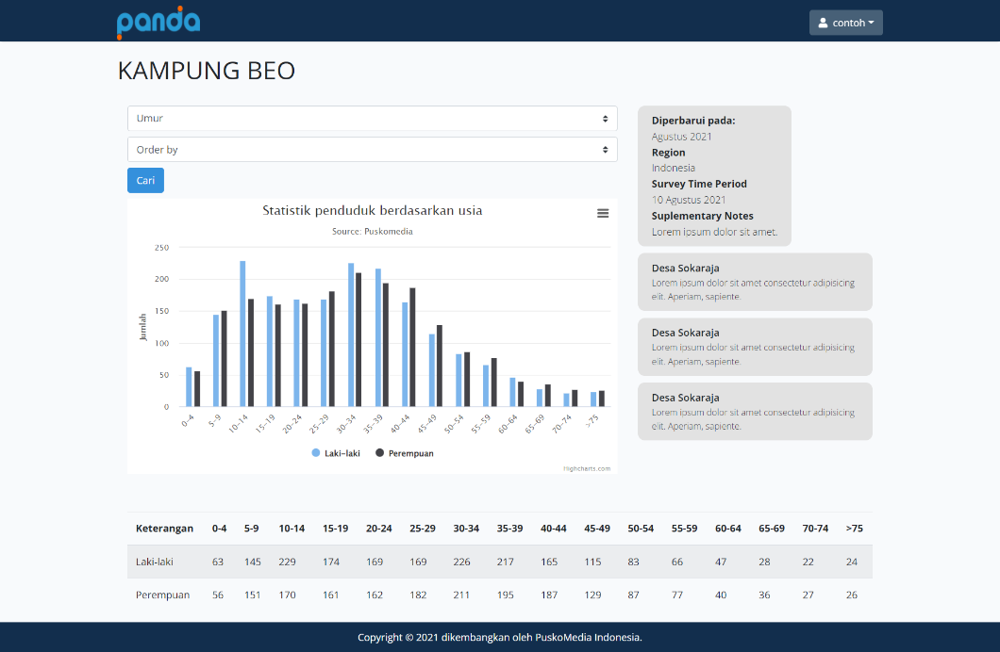 panda
contoh
KAMPUNG BEO
Umur
Order by
Cari
Statistik penduduk berdasarkan usia
Source: Puskomedia
Jumlah
250
200
150
100
50
0
0-4 5-9 10-14 15-19 20-24 25-29 30-34 35-39 40-44 45-49 50-54 55-59 60-64 65-69 70-74 >75
Laki-laki Perempuan
Highcharts.com
Diperbarui pada:
Agustus 2021
Region
Indonesia
Survey Time Period
10 Agustus 2021
Suplementary Notes
Lorem ipsum dolor sit amet.
Desa Sokaraja
Lorem ipsum dolor sit amet consectetur adipisicing
elit. Aperiam, sapiente.
Desa Sokaraja
Lorem ipsum dolor sit amet consectetur adipisicing
elit. Aperiam, sapiente.
Desa Sokaraja
Lorem ipsum dolor sit amet consectetur adipisicing
elit. Aperiam, sapiente.
Keterangan 0-4 5-9 10-14 15-19 20-24 25-29 30-34 35-39 40-44 45-49 50-54 55-59 60-64 65-69 70-74 >75
Laki-laki 63 145 229 174 169 169 226 217 165 115 83 66 47 28 22 24
Perempuan 56 151 170 161 162 182 211 195 187 129 87 77 40 36 27 26
Copyright © 2021 dikembangkan oleh PuskoMedia Indonesia.